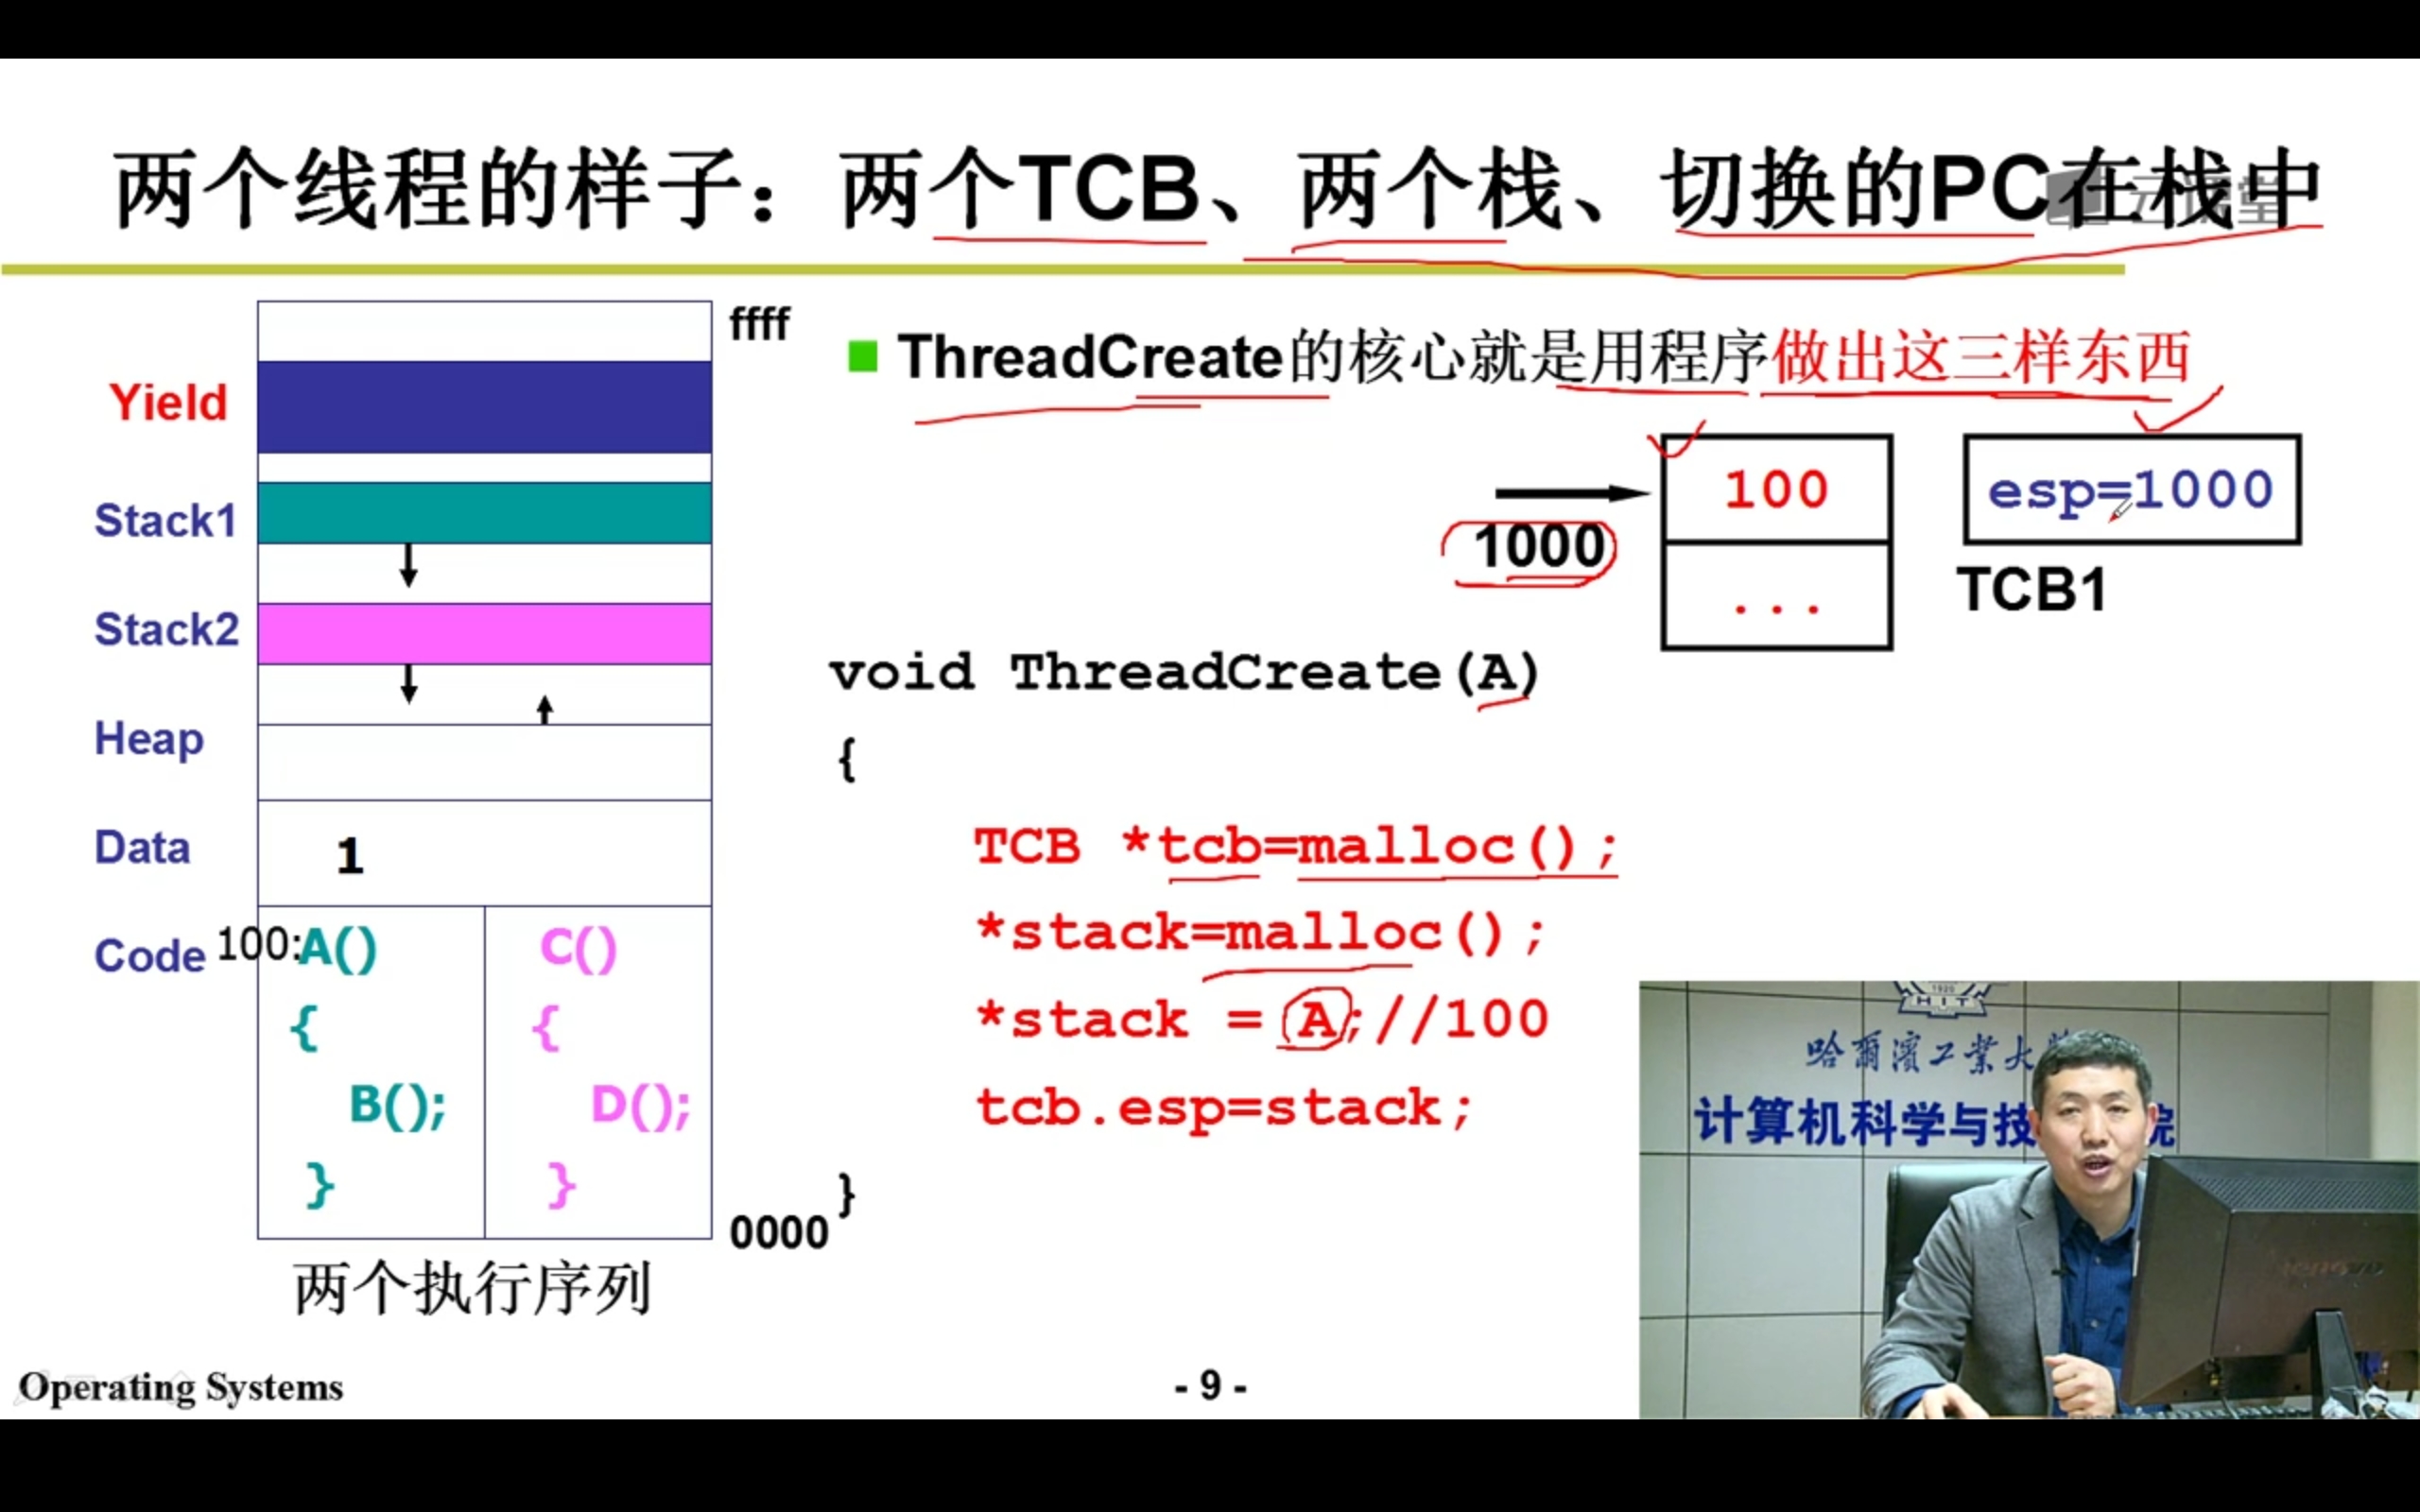 两个线程的样子：两个TCB、两个栈、切换的PC在栈中
云课堂
ffff
■ ThreadCreate的核心就是用程序做出这三样东西
Yield
Stack1
Stack2
Heap
Data 1
Code 100:A() C()
{ {
B(); D();
} }
0000
两个执行序列
100
1000
...
esp=1000
TCB1
void ThreadCreate(A)
{
TCB *tcb=malloc();
*stack=malloc();
*stack = A;//100
tcb.esp=stack;
}
1920
HIT
哈爾濱工業大
计算机科学与技 院
Operating Systems
- 9 -